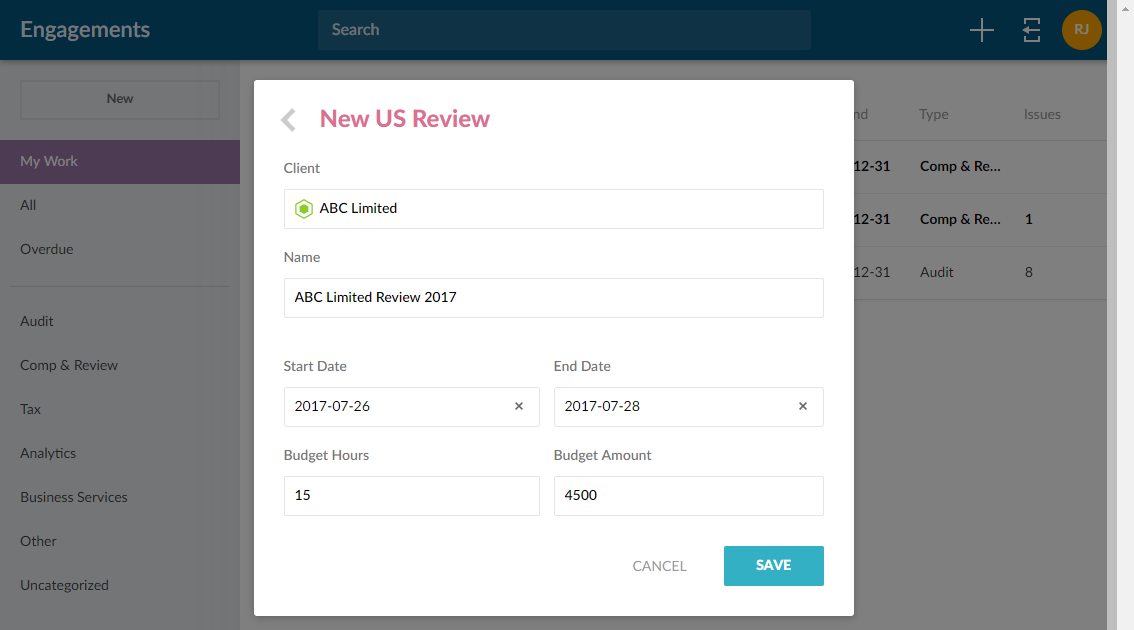 Engagements
Search
RJ
New
My Work
All
Overdue
Audit
Comp & Review
Tax
Analytics
Business Services
Other
Uncategorized
New US Review
Client
ABC Limited
Name
ABC Limited Review 2017
Start Date End Date
2017-07-26 × 2017-07-28 ×
Budget Hours Budget Amount
15 4500
CANCEL SAVE
nd Type Issues
12-31 Comp & Re...
12-31 Comp & Re... 1
12-31 Audit 8